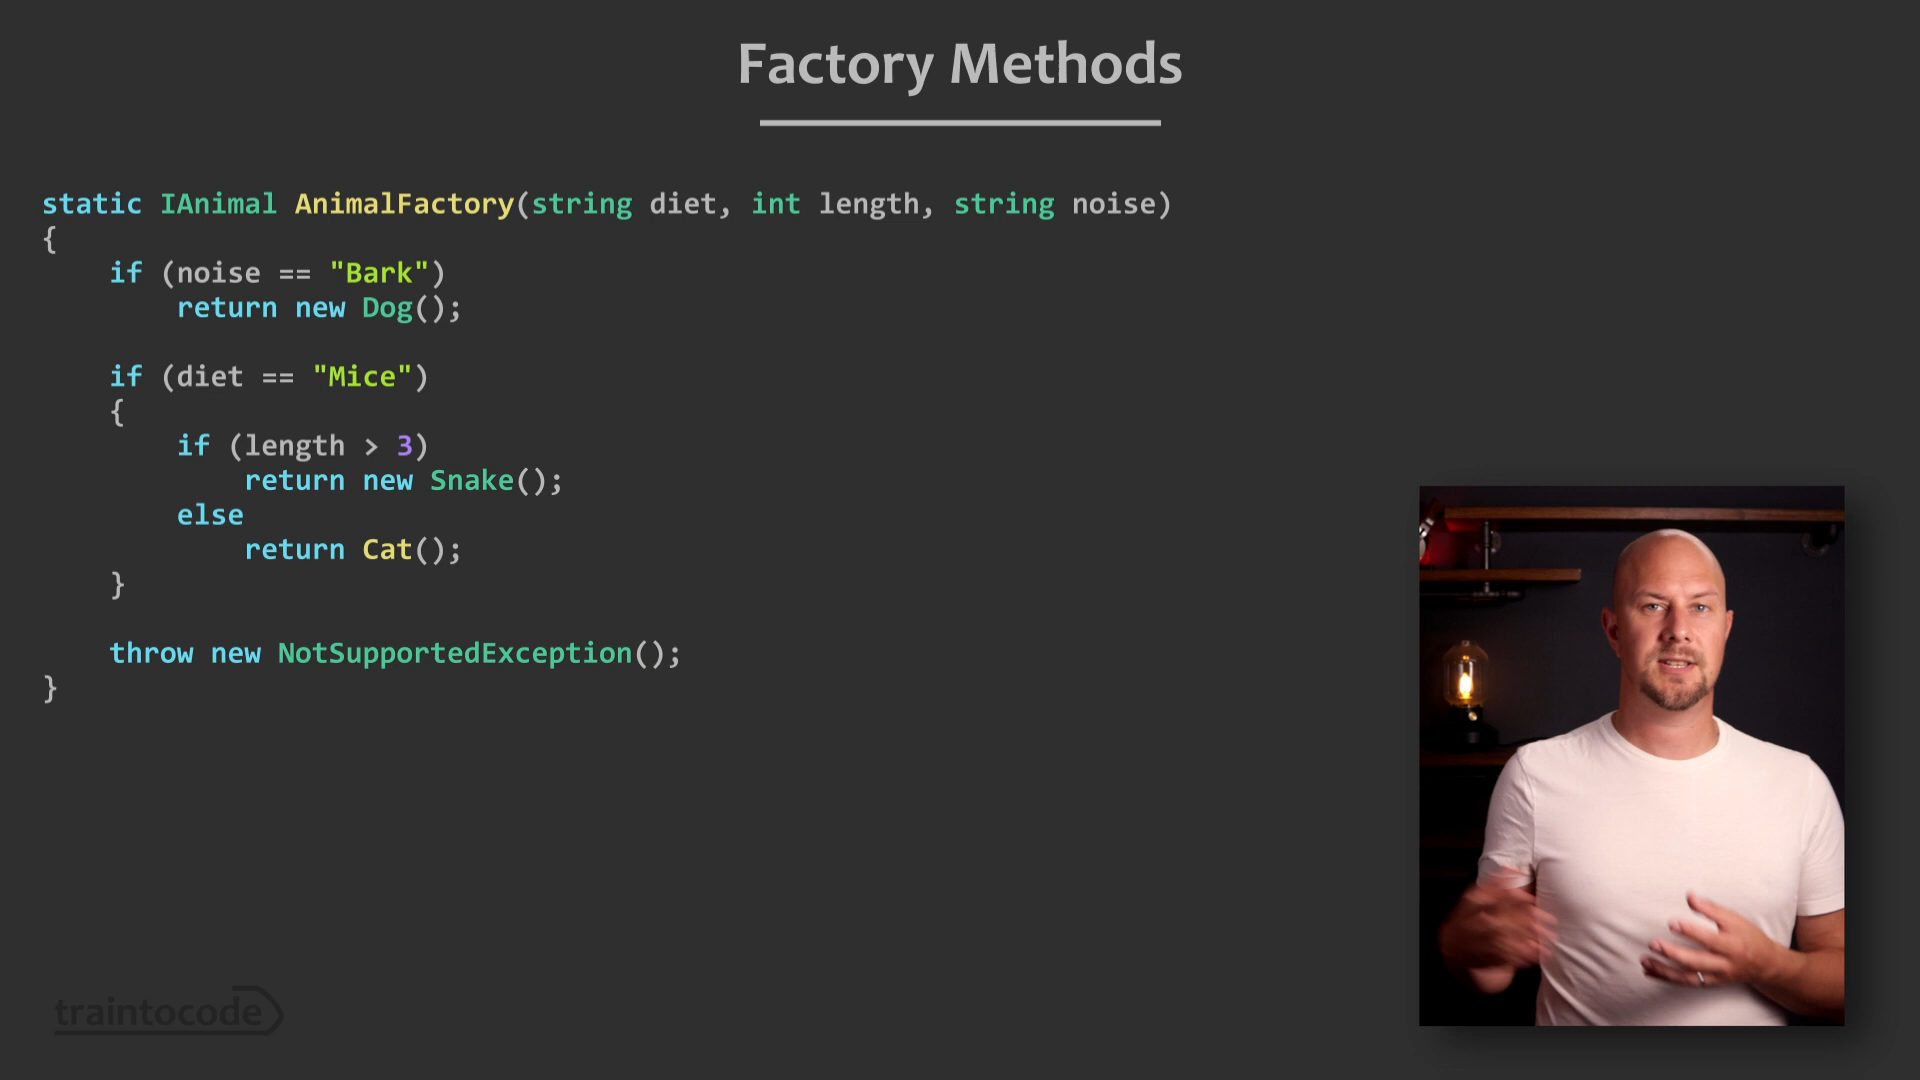 Factory Methods
static IAnimal AnimalFactory(string diet, int length, string noise)
{
    if (noise == "Bark")
        return new Dog();

    if (diet == "Mice")
    {
        if (length > 3)
            return new Snake();
        else
            return Cat();
    }

    throw new NotSupportedException();
}
traintocode